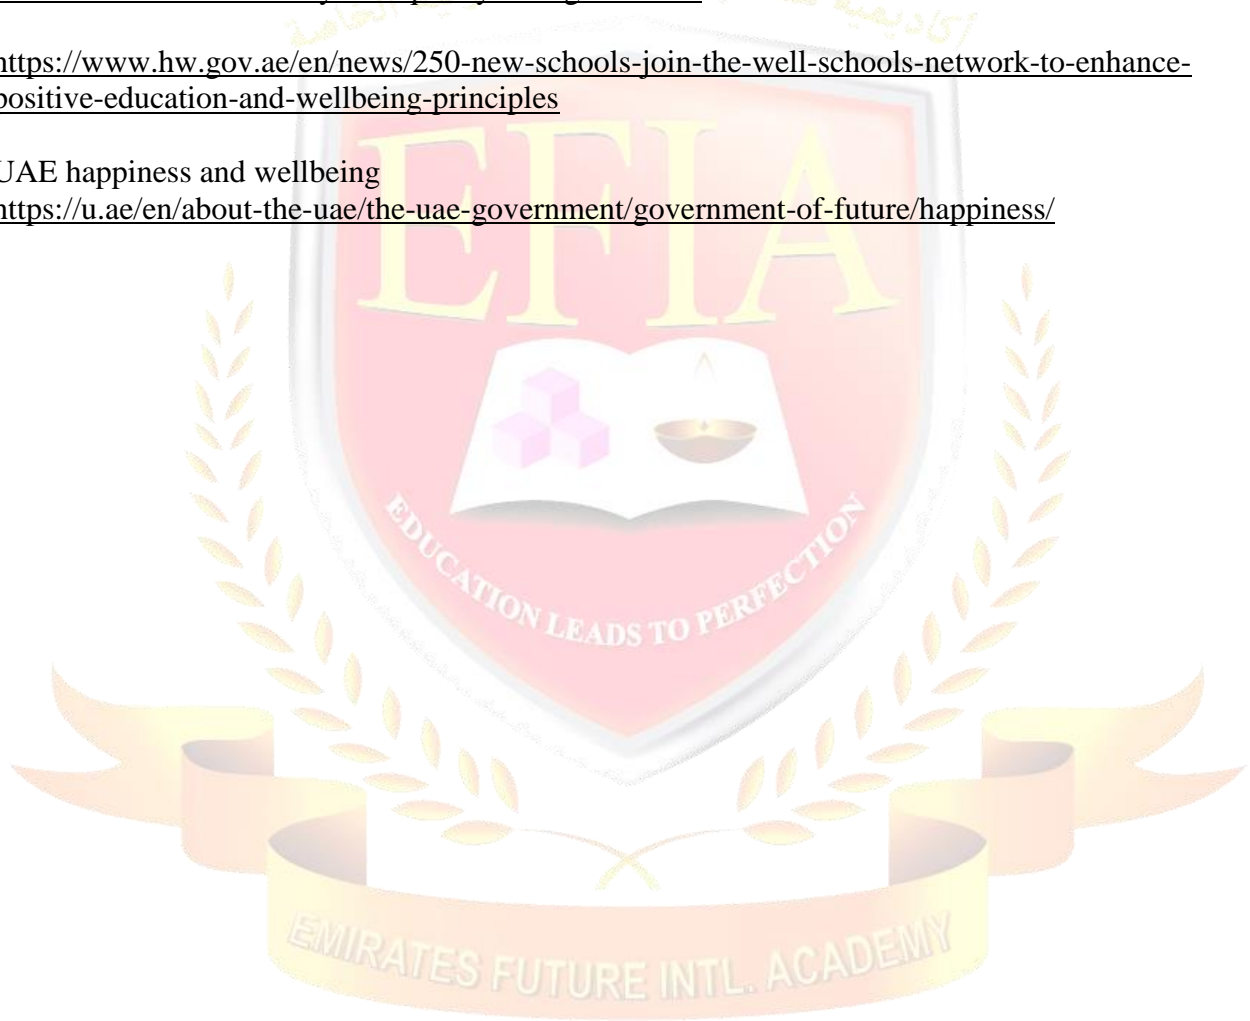 https://www.hw.gov.ae/en/news/250-new-schools-join-the-well-schools-network-to-enhance-
positive-education-and-wellbeing-principles
UAE happiness and wellbeing
https://u.ae/en/about-the-uae/the-uae-government/government-of-future/happiness/
EFIA
EDUCATION LEADS TO PERFECTION
EMIRATES FUTURE INTL. ACADEMY